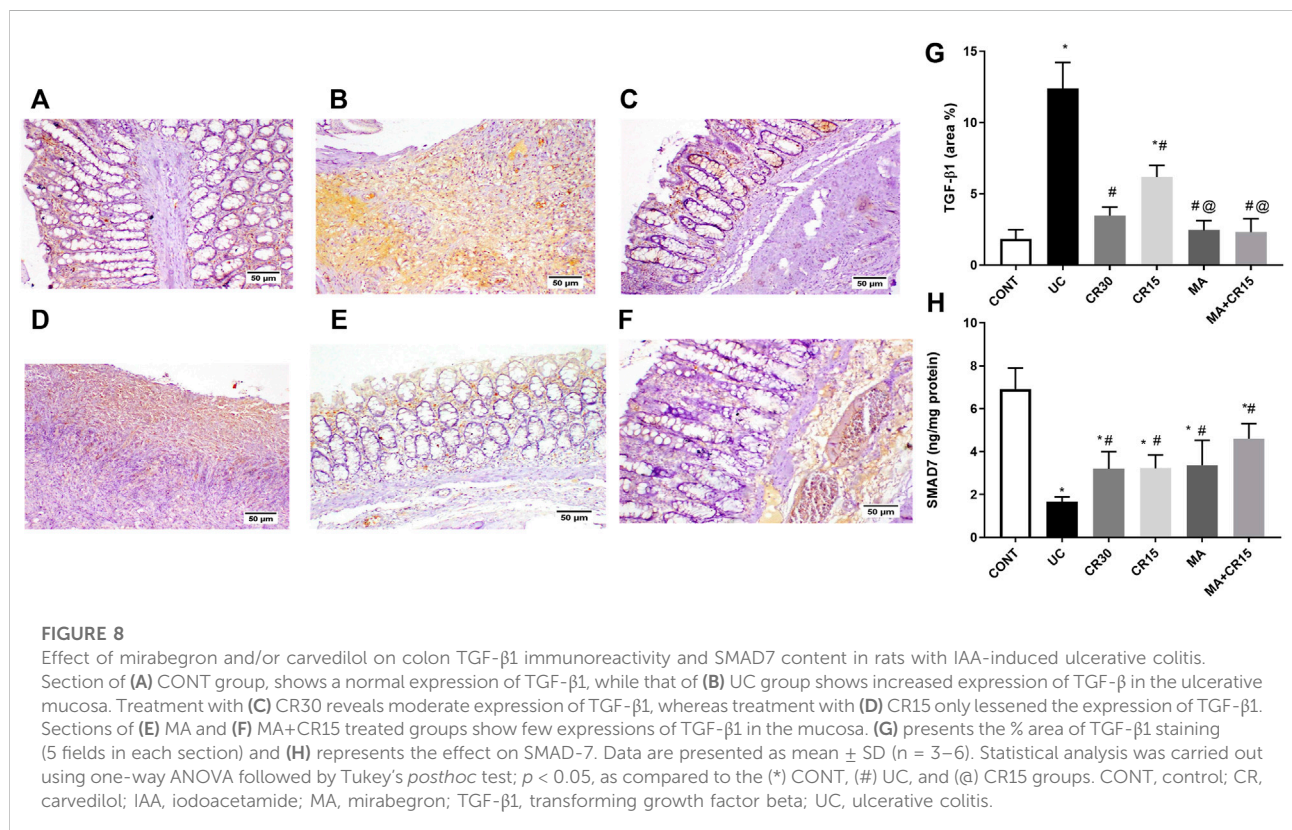 A
B
C
50 µm
50 µm
50 µm
D
E
F
50 µm
50 µm
50 µm
G
TGF-β1 (area %)
15
10
5
0
*
#
*#
#@
#@
CONT
UC
CR30
CR15
MA
MA+CR15
H
SMAD7 (ng/mg protein)
9
6
4
2
0
*
*#
* #
* #
*#
CONT
UC
CR30
CR15
MA
MA+CR15
FIGURE 8
Effect of mirabegron and/or carvedilol on colon TGF-β1 immunoreactivity and SMAD7 content in rats with IAA-induced ulcerative colitis.
Section of (A) CONT group, shows a normal expression of TGF-β1, while that of (B) UC group shows increased expression of TGF-β in the ulcerative
mucosa. Treatment with (C) CR30 reveals moderate expression of TGF-β1, whereas treatment with (D) CR15 only lessened the expression of TGF-β1.
Sections of (E) MA and (F) MA+CR15 treated groups show few expressions of TGF-β1 in the mucosa. (G) presents the % area of TGF-β1 staining
(5 fields in each section) and (H) represents the effect on SMAD-7. Data are presented as mean ± SD (n = 3–6). Statistical analysis was carried out
using one-way ANOVA followed by Tukey's posthoc test; p < 0.05, as compared to the (*) CONT, (#) UC, and (@) CR15 groups. CONT, control; CR,
carvedilol; IAA, iodoacetamide; MA, mirabegron; TGF-β1, transforming growth factor beta; UC, ulcerative colitis.